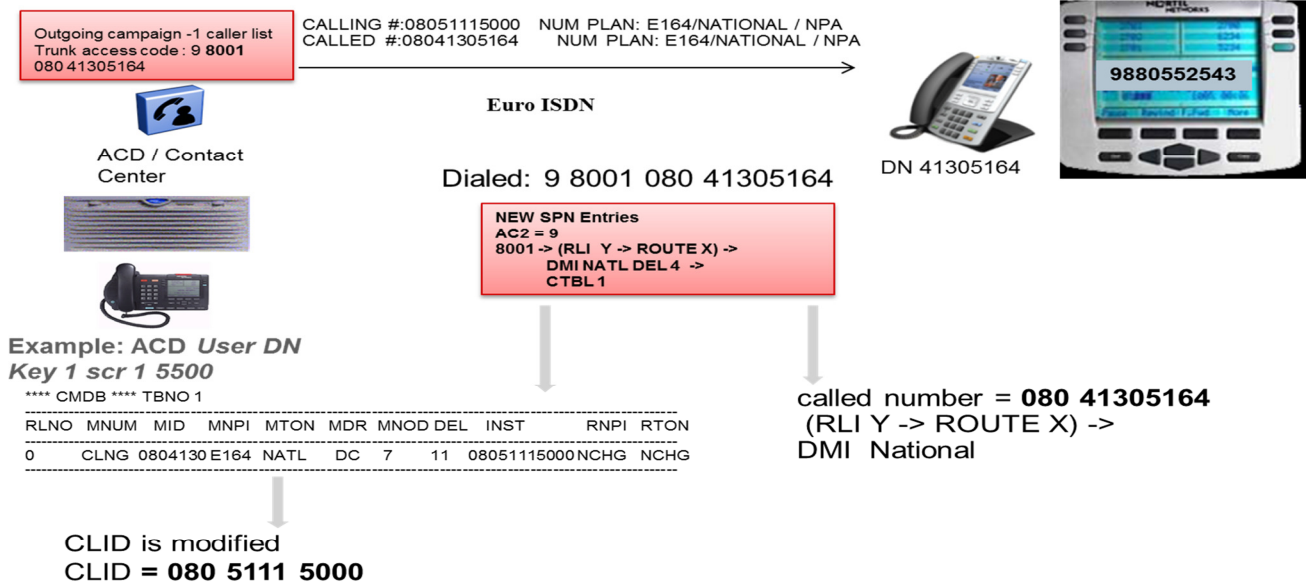 Outgoing campaign -1 caller list
Trunk access code : 9 8001
080 41305164
CALLING #:08051115000 NUM PLAN: E164/NATIONAL / NPA
CALLED #:08041305164 NUM PLAN: E164/NATIONAL / NPA
Euro ISDN
NORTEL
NETWORKS
5234
5234
9880552543
More
ACD / Contact
Center
DN 41305164
Dialed: 9 8001 080 41305164
NEW SPN Entries
AC2 = 9
8001 -> (RLI Y -> ROUTE X) ->
DMI NATL DEL 4 ->
CTBL 1
Example: ACD User DN
Key 1 scr 1 5500
**** CMDB **** TBNO 1
RLNO MNUM MID MNPI MTON MDR MNOD DEL INST RNPI RTON
0 CLNG 0804130 E164 NATL DC 7 11 08051115000 NCHG NCHG
called number = 080 41305164
(RLI Y -> ROUTE X) ->
DMI National
CLID is modified
CLID = 080 5111 5000